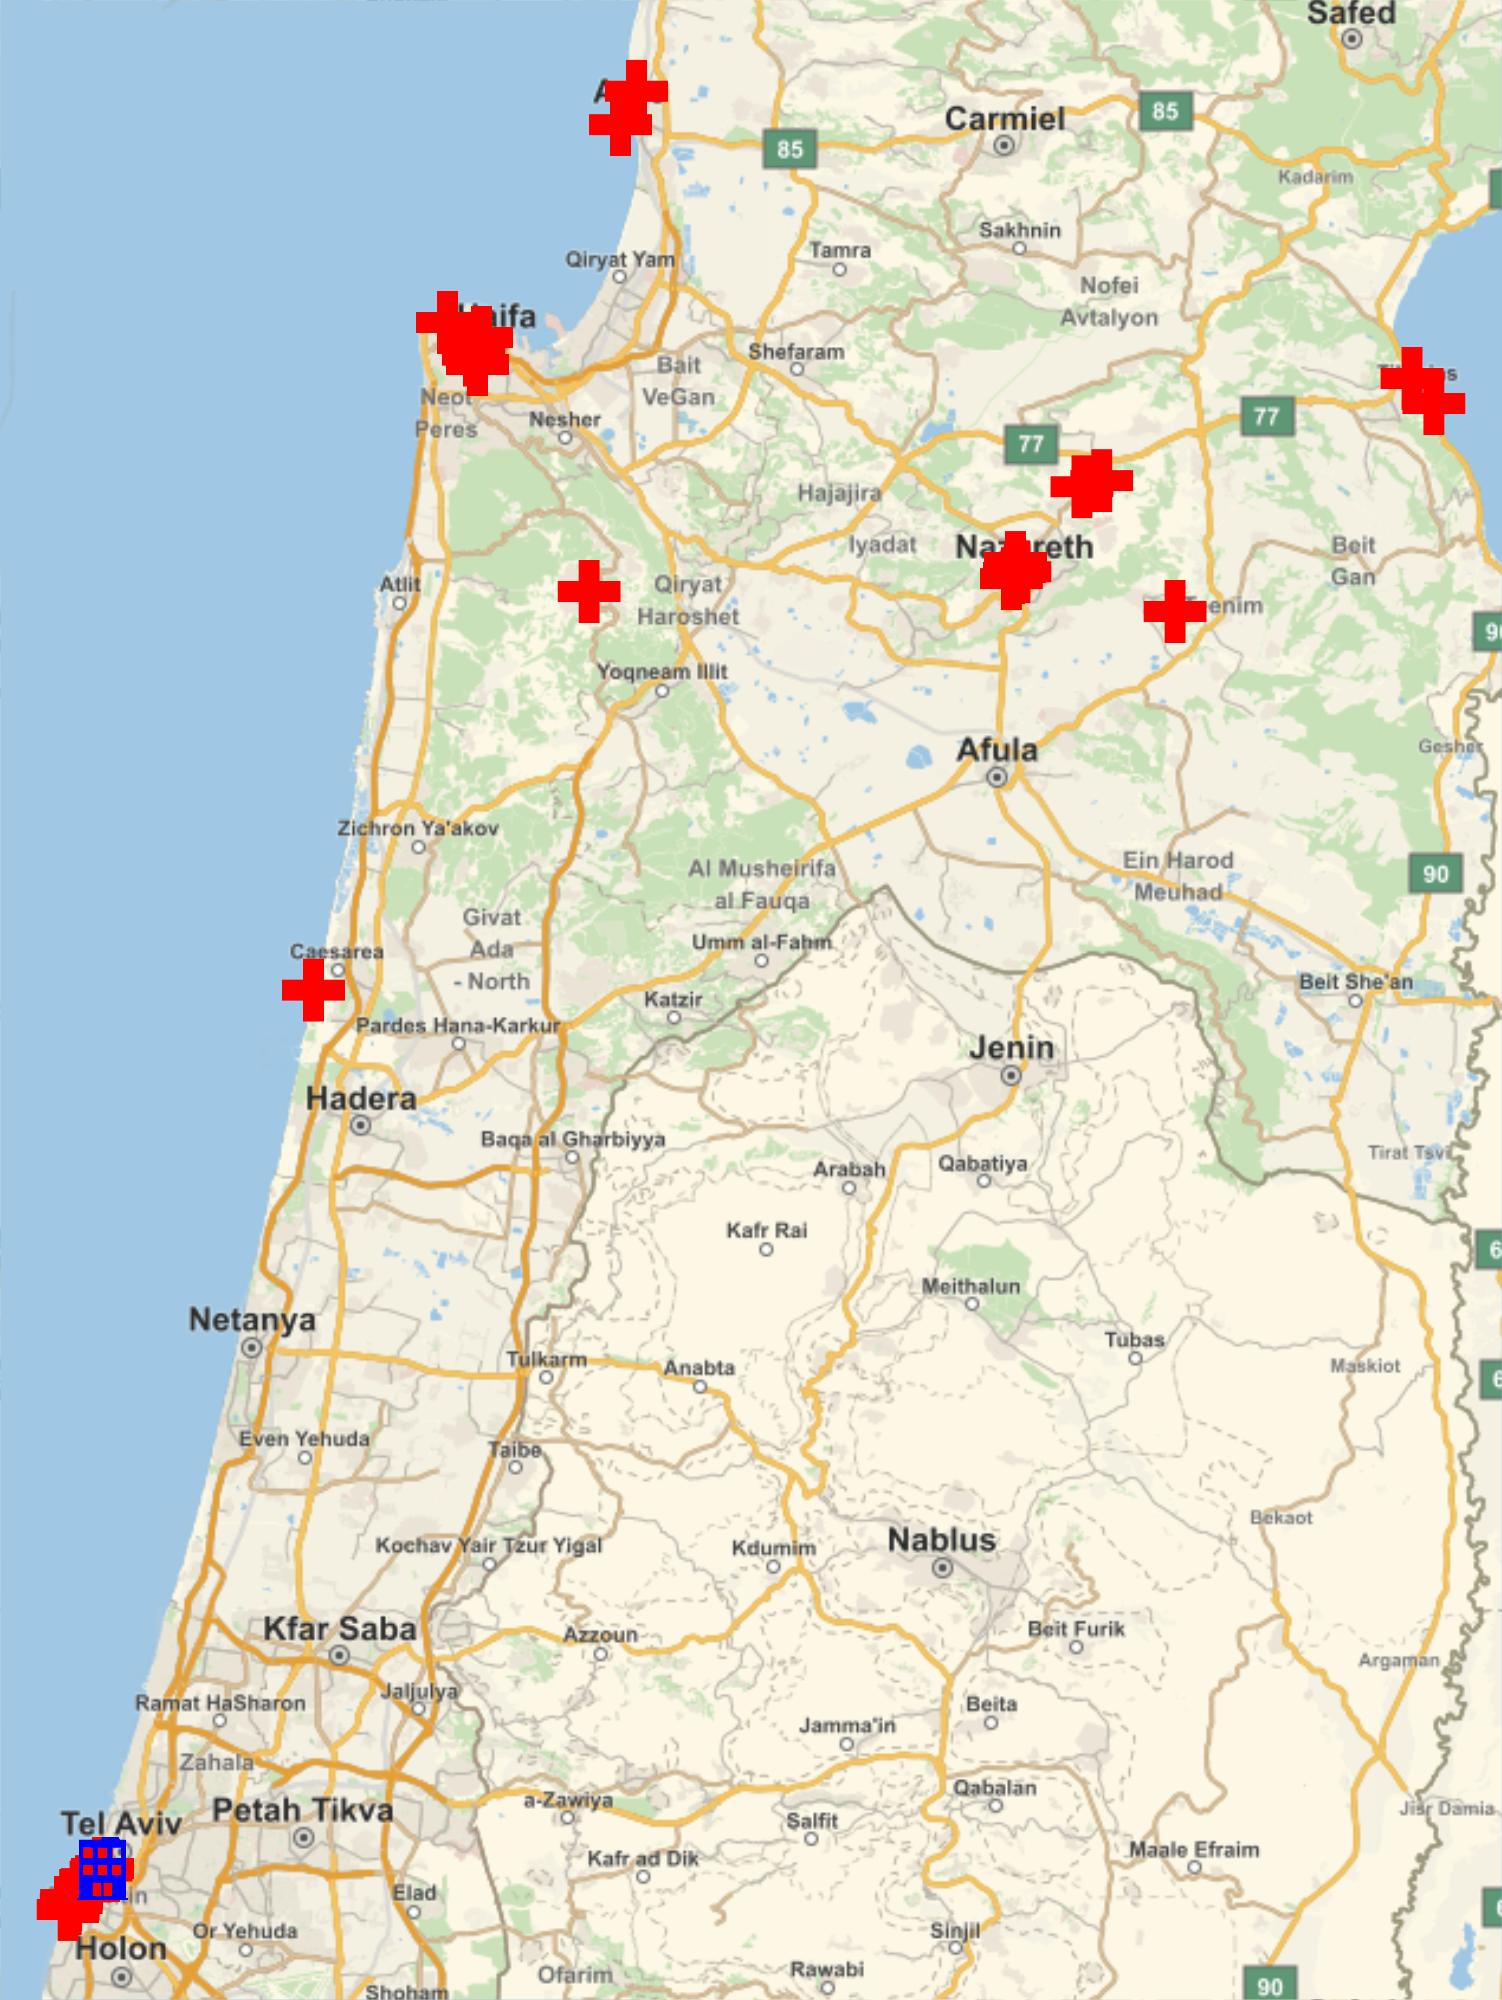 Safed
85
Carmiel
85
Kadarim
Sakhnin
Tamra
Qiryat Yam
Nofei
Avtalyon
Shefaram
Bait
VeGan
Neot
Peres
Nesher
77
77
Hajajira
Iyadat
Beit
Gan
Atlit
Qiryat
Haroshet
90
Yoqneam Illit
Gesher
Afula
Zichron Ya'akov
Ein Harod
Meuhad
Al Musheirifa
al Fauqa
90
Givat
Ada
- North
Umm al-Fahm
Caesarea
Beit She'an
Katzir
Pardes Hana-Karkur
Jenin
Hadera
Baqa al Gharbiyya
Tirat Tsvi
Arabah
Qabatiya
Kafr Rai
Meithalun
Netanya
Tubas
Tulkarm
Anabta
Maskiot
Even Yehuda
Taibe
Bekaot
Kochav Yair Tzur Yigal
Kdumim
Nablus
Kfar Saba
Azzoun
Beit Furik
Argaman
Ramat HaSharon
Jaljulya
Beita
Jamma'in
Zahala
Qabalan
a-Zawiya
Jisr Damia
Tel Aviv
Petah Tikva
Salfit
Kafr ad Dik
Maale Efraim
Elad
Or Yehuda
Sinjil
Holon
Ofarim
Rawabi
Shoham
90